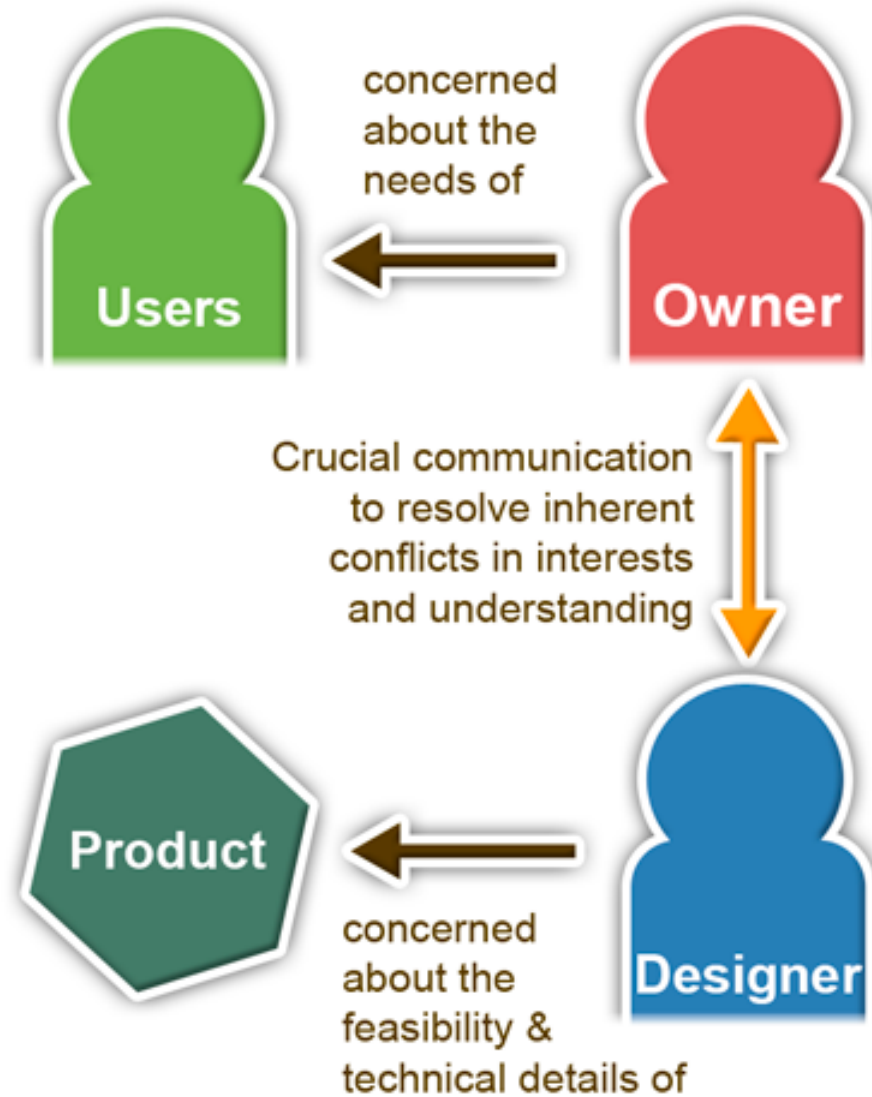 concerned
about the
needs of
Users
Owner
Crucial communication
to resolve inherent
conflicts in interests
and understanding
Product
concerned
about the
feasibility &
technical details of
Designer